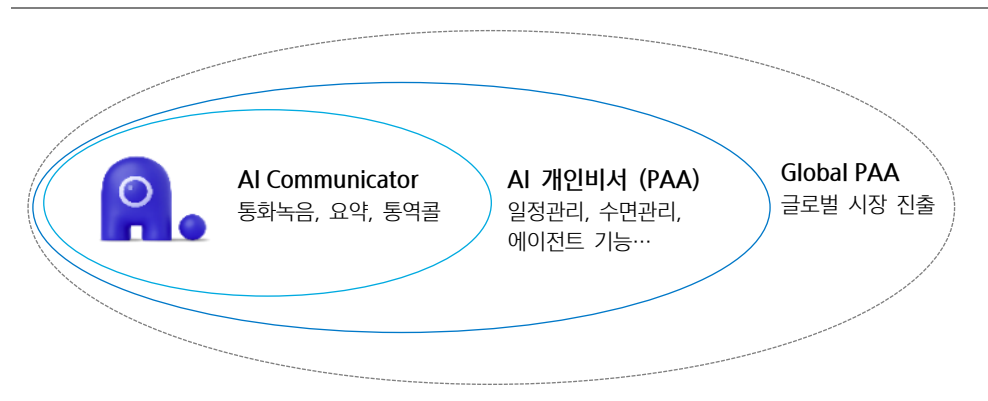 AI Communicator
통화녹음, 요약, 통역콜
AI 개인비서 (PAA)
일정관리, 수면관리,
에이전트 기능…
Global PAA
글로벌 시장 진출